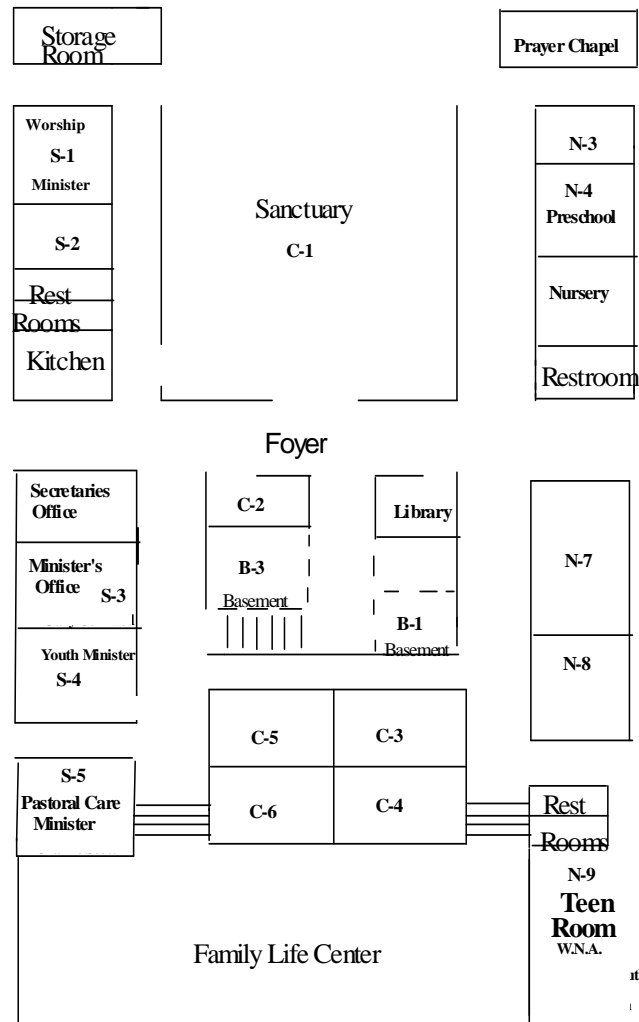 Storage
Room
Prayer Chapel
Worship
S-1
Minister
S-2
Rest
Rooms
Kitchen
Sanctuary
C-1
N-3
N-4
Preschool
Nursery
Restroom
Foyer
Secretaries
Office
Minister's
Office S-3
Youth Minister
S-4
C-2
B-3
Basement
Library
B-1
Basement
N-7
N-8
C-5
C-3
C-6
C-4
S-5
Pastoral Care
Minister
Rest
Rooms
N-9
Teen
Room
W.N.A.
Family Life Center